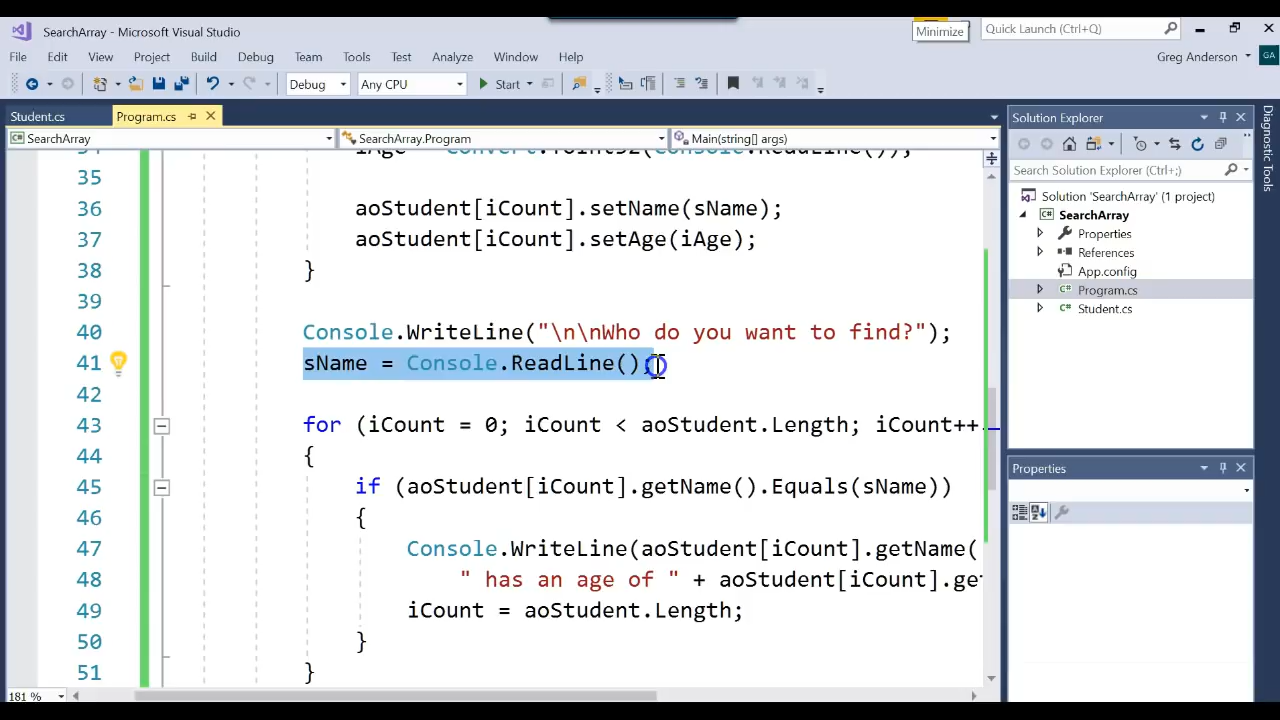 SearchArray - Microsoft Visual Studio
Minimize
Quick Launch (Ctrl+Q)
File Edit View Project Build Debug Team Tools Test Analyze Window Help
Greg Anderson
GA
Debug
Any CPU
Start
Student.cs
Program.cs
SearchArray
SearchArray.Program
Main(string[] args)
iAge = Convert.ToInt32(Console.ReadLine());
35
36 aoStudent[iCount].setName(sName);
37 aoStudent[iCount].setAge(iAge);
38 }
39
40 Console.WriteLine("\n\nWho do you want to find?");
41 sName = Console.ReadLine();
42
43 for (iCount = 0; iCount < aoStudent.Length; iCount++
44 {
45 if (aoStudent[iCount].getName().Equals(sName))
46 {
47 Console.WriteLine(aoStudent[iCount].getName(
48 " has an age of " + aoStudent[iCount].ge
49 iCount = aoStudent.Length;
50 }
51 }
181 %
Solution Explorer
Search Solution Explorer (Ctrl+;)
Solution 'SearchArray' (1 project)
SearchArray
Properties
References
App.config
Program.cs
Student.cs
Properties
Diagnostic Tools